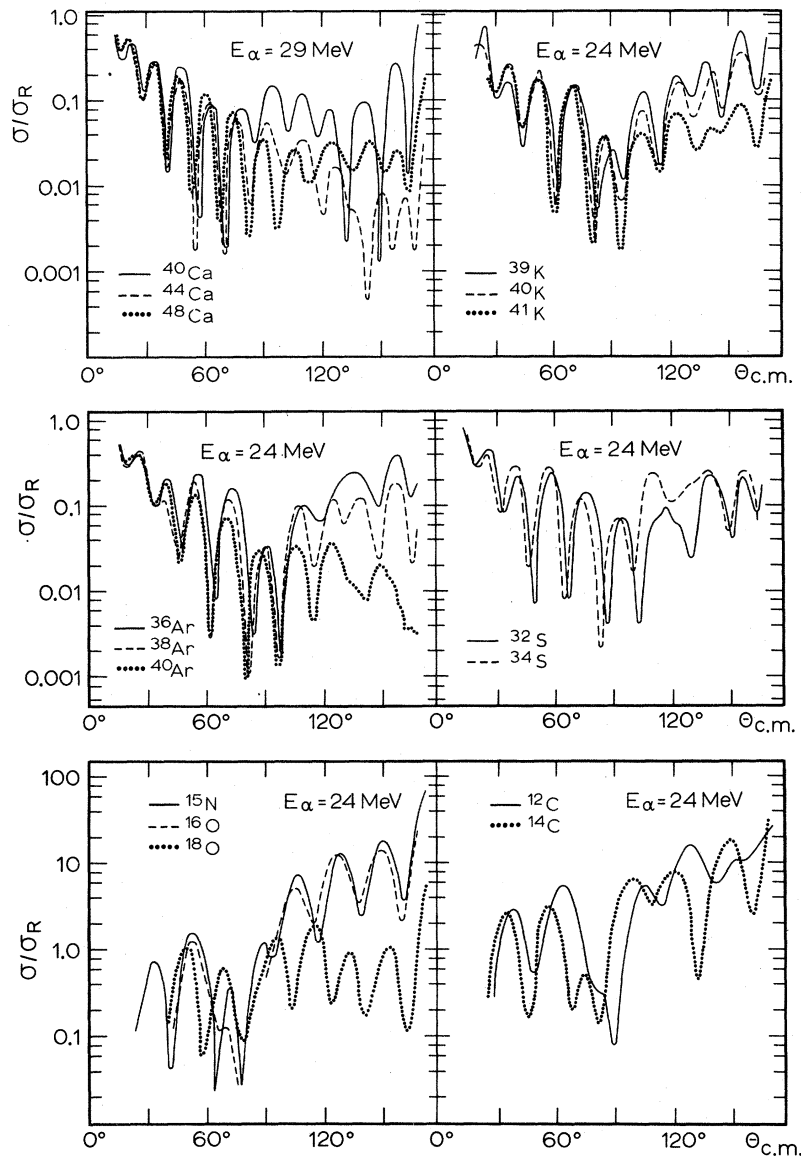 1.0
0.1
0.01
0.001
σ/σR
Eα = 29 MeV
40Ca
44Ca
48Ca
Eα = 24 MeV
39K
40K
41K
0° 60° 120° 0° 60° 120° Θc.m.
1.0
0.1
0.01
0.001
σ/σR
Eα = 24 MeV
36Ar
38Ar
40Ar
Eα = 24 MeV
32S
34S
0° 60° 120° 0° 60° 120° Θc.m.
100
10
1.0
0.1
σ/σR
15N
16O
18O
Eα = 24 MeV
12C
14C
Eα = 24 MeV
0° 60° 120° 0° 60° 120° Θc.m.